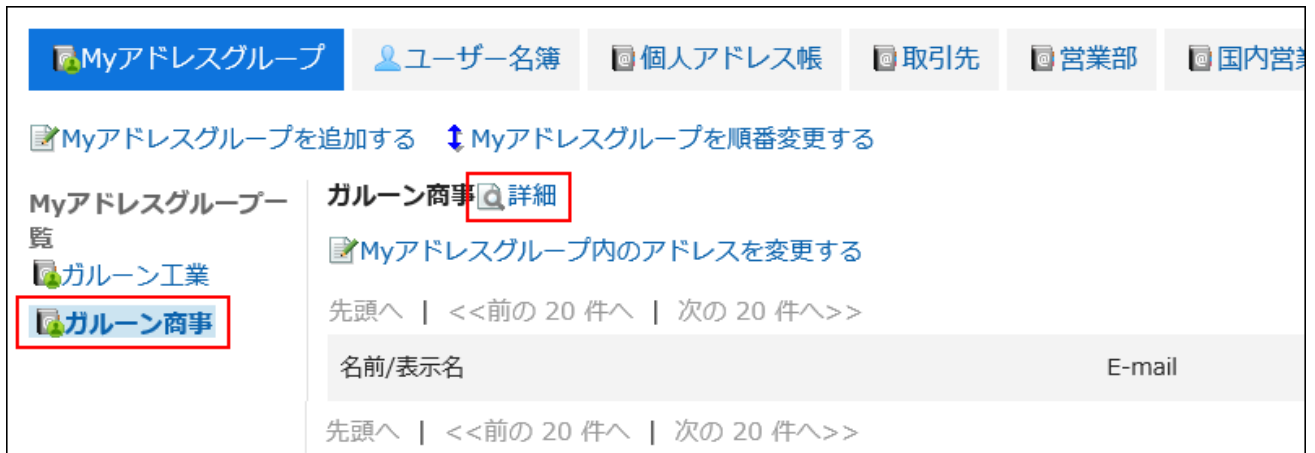 Myアドレスグループ ユーザー名簿 個人アドレス帳 取引先 営業部 国内営
Myアドレスグループを追加する Myアドレスグループを順番変更する
Myアドレスグループ一覧
ガルーン工業
ガルーン商事
ガルーン商事 詳細
Myアドレスグループ内のアドレスを変更する
先頭へ | <<前の 20 件へ | 次の 20 件へ>>
名前/表示名 E-mail
先頭へ | <<前の 20 件へ | 次の 20 件へ>>